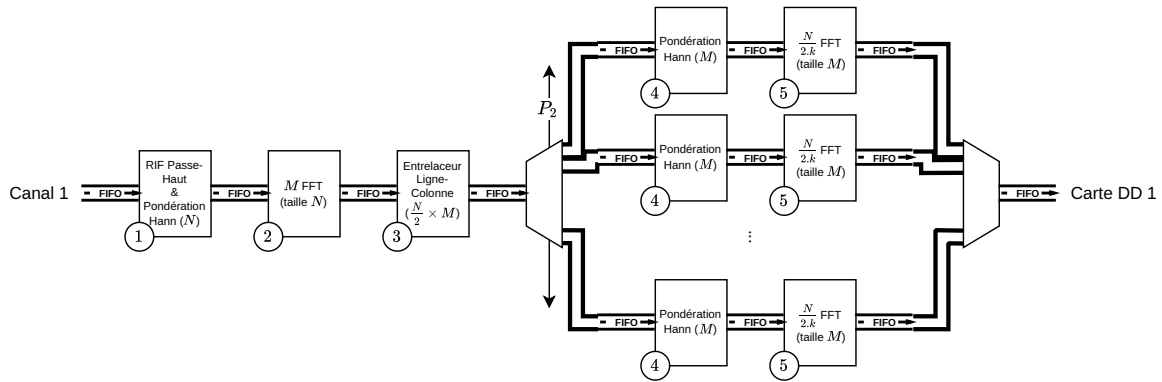 Canal 1
FIFO
RIF Passe-
Haut
&
Pondération
Hann (N)
1
FIFO
M FFT
(taille N)
2
FIFO
Entrelaceur
Ligne-
Colonne
(N/2 × M)
3
FIFO
P₂
FIFO
Pondération
Hann (M)
4
FIFO
N/2.k FFT
(taille M)
5
FIFO
FIFO
Pondération
Hann (M)
4
FIFO
N/2.k FFT
(taille M)
5
FIFO
⋮
FIFO
Pondération
Hann (M)
4
FIFO
N/2.k FFT
(taille M)
5
FIFO
FIFO
Carte DD 1